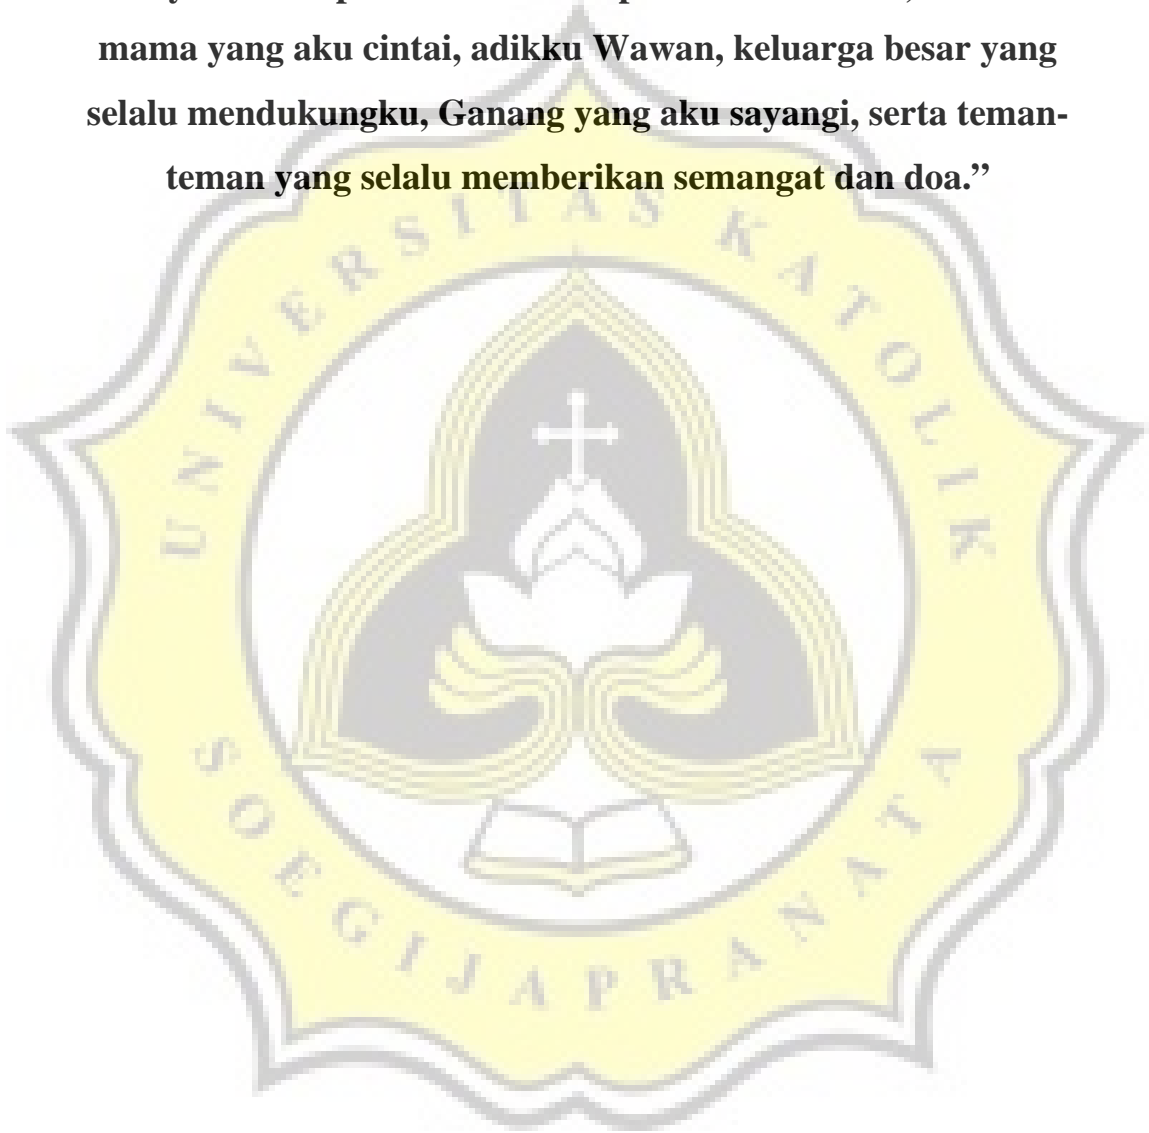 mama yang aku cintai, adikku Wawan, keluarga besar yang
selalu mendukungku, Ganang yang aku sayangi, serta teman-
teman yang selalu memberikan semangat dan doa.”
UNIVERSITAS KATOLIK
SOEGIJAPRANATA